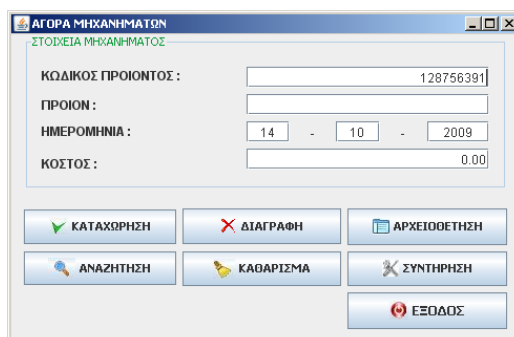 ΑΓΟΡΑ ΜΗΧΑΝΗΜΑΤΩΝ
ΣΤΟΙΧΕΙΑ ΜΗΧΑΝΗΜΑΤΟΣ
ΚΩΔΙΚΟΣ ΠΡΟΙΟΝΤΟΣ : 128756391
ΠΡΟΙΟΝ :
ΗΜΕΡΟΜΗΝΙΑ : 14 - 10 - 2009
ΚΟΣΤΟΣ : 0.00
ΚΑΤΑΧΩΡΗΣΗ ΔΙΑΓΡΑΦΗ ΑΡΧΕΙΟΘΕΤΗΣΗ
ΑΝΑΖΗΤΗΣΗ ΚΑΘΑΡΙΣΜΑ ΣΥΝΤΗΡΗΣΗ
ΕΞΟΔΟΣ